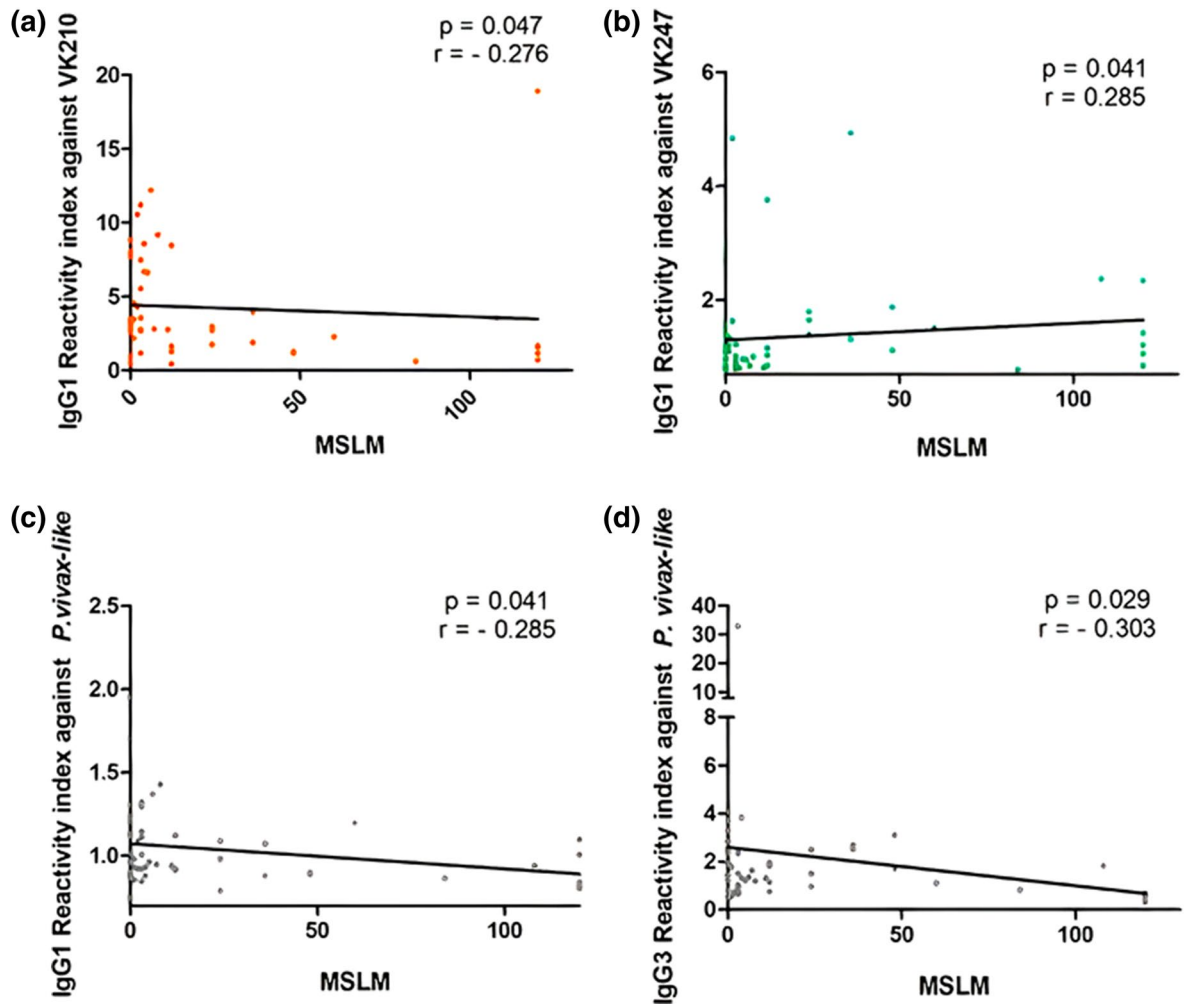 (a)
IgG1 Reactivity index against VK210
p = 0.047
r = - 0.276
20
15
10
5
0
0
50
100
MSLM
(b)
IgG1 Reactivity index against VK247
p = 0.041
r = 0.285
6
4
2
0
50
100
MSLM
(c)
IgG1 Reactivity index against P.vivax-like
p = 0.041
r = - 0.285
2.5
2.0
1.5
1.0
0
50
100
MSLM
(d)
IgG3 Reactivity index against P. vivax-like
p = 0.029
r = - 0.303
40
30
20
10
8
6
4
2
0
0
50
100
MSLM